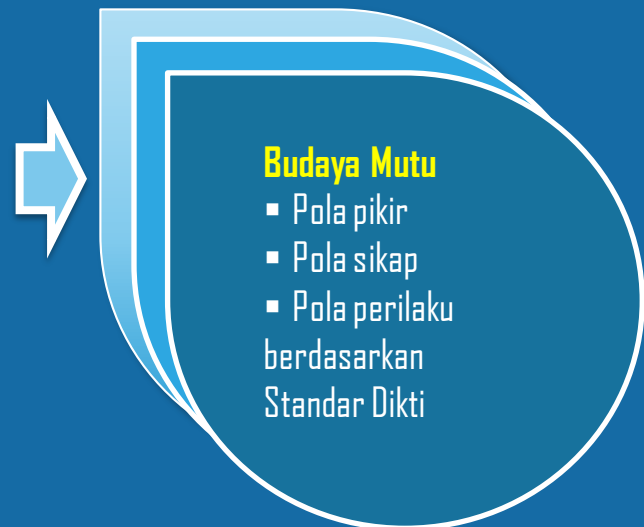 Budaya Mutu
▪ Pola pikir
▪ Pola sikap
▪ Pola perilaku
berdasarkan
Standar Dikti